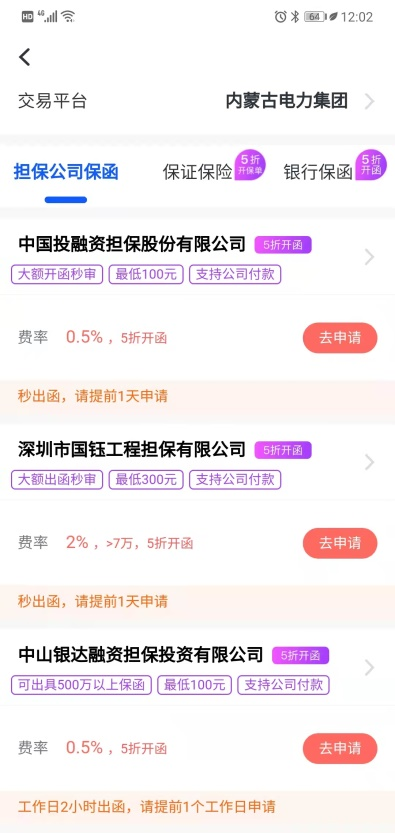 HD 4G 64 12:02
交易平台 内蒙古电力集团
担保公司保函 保证保险 5折开保单 银行保函 5折开函
中国投融资担保股份有限公司 5折开函
大额开函秒审 最低100元 支持公司付款
费率 0.5%，5折开函 去申请
秒出函，请提前1天申请
深圳市国钰工程担保有限公司 5折开函
大额出函秒审 最低300元 支持公司付款
费率 2%，>7万，5折开函 去申请
秒出函，请提前1天申请
中山银达融资担保投资有限公司 5折开函
可出具500万以上保函 最低100元 支持公司付款
费率 0.5%，5折开函 去申请
工作日2小时出函，请提前1个工作日申请